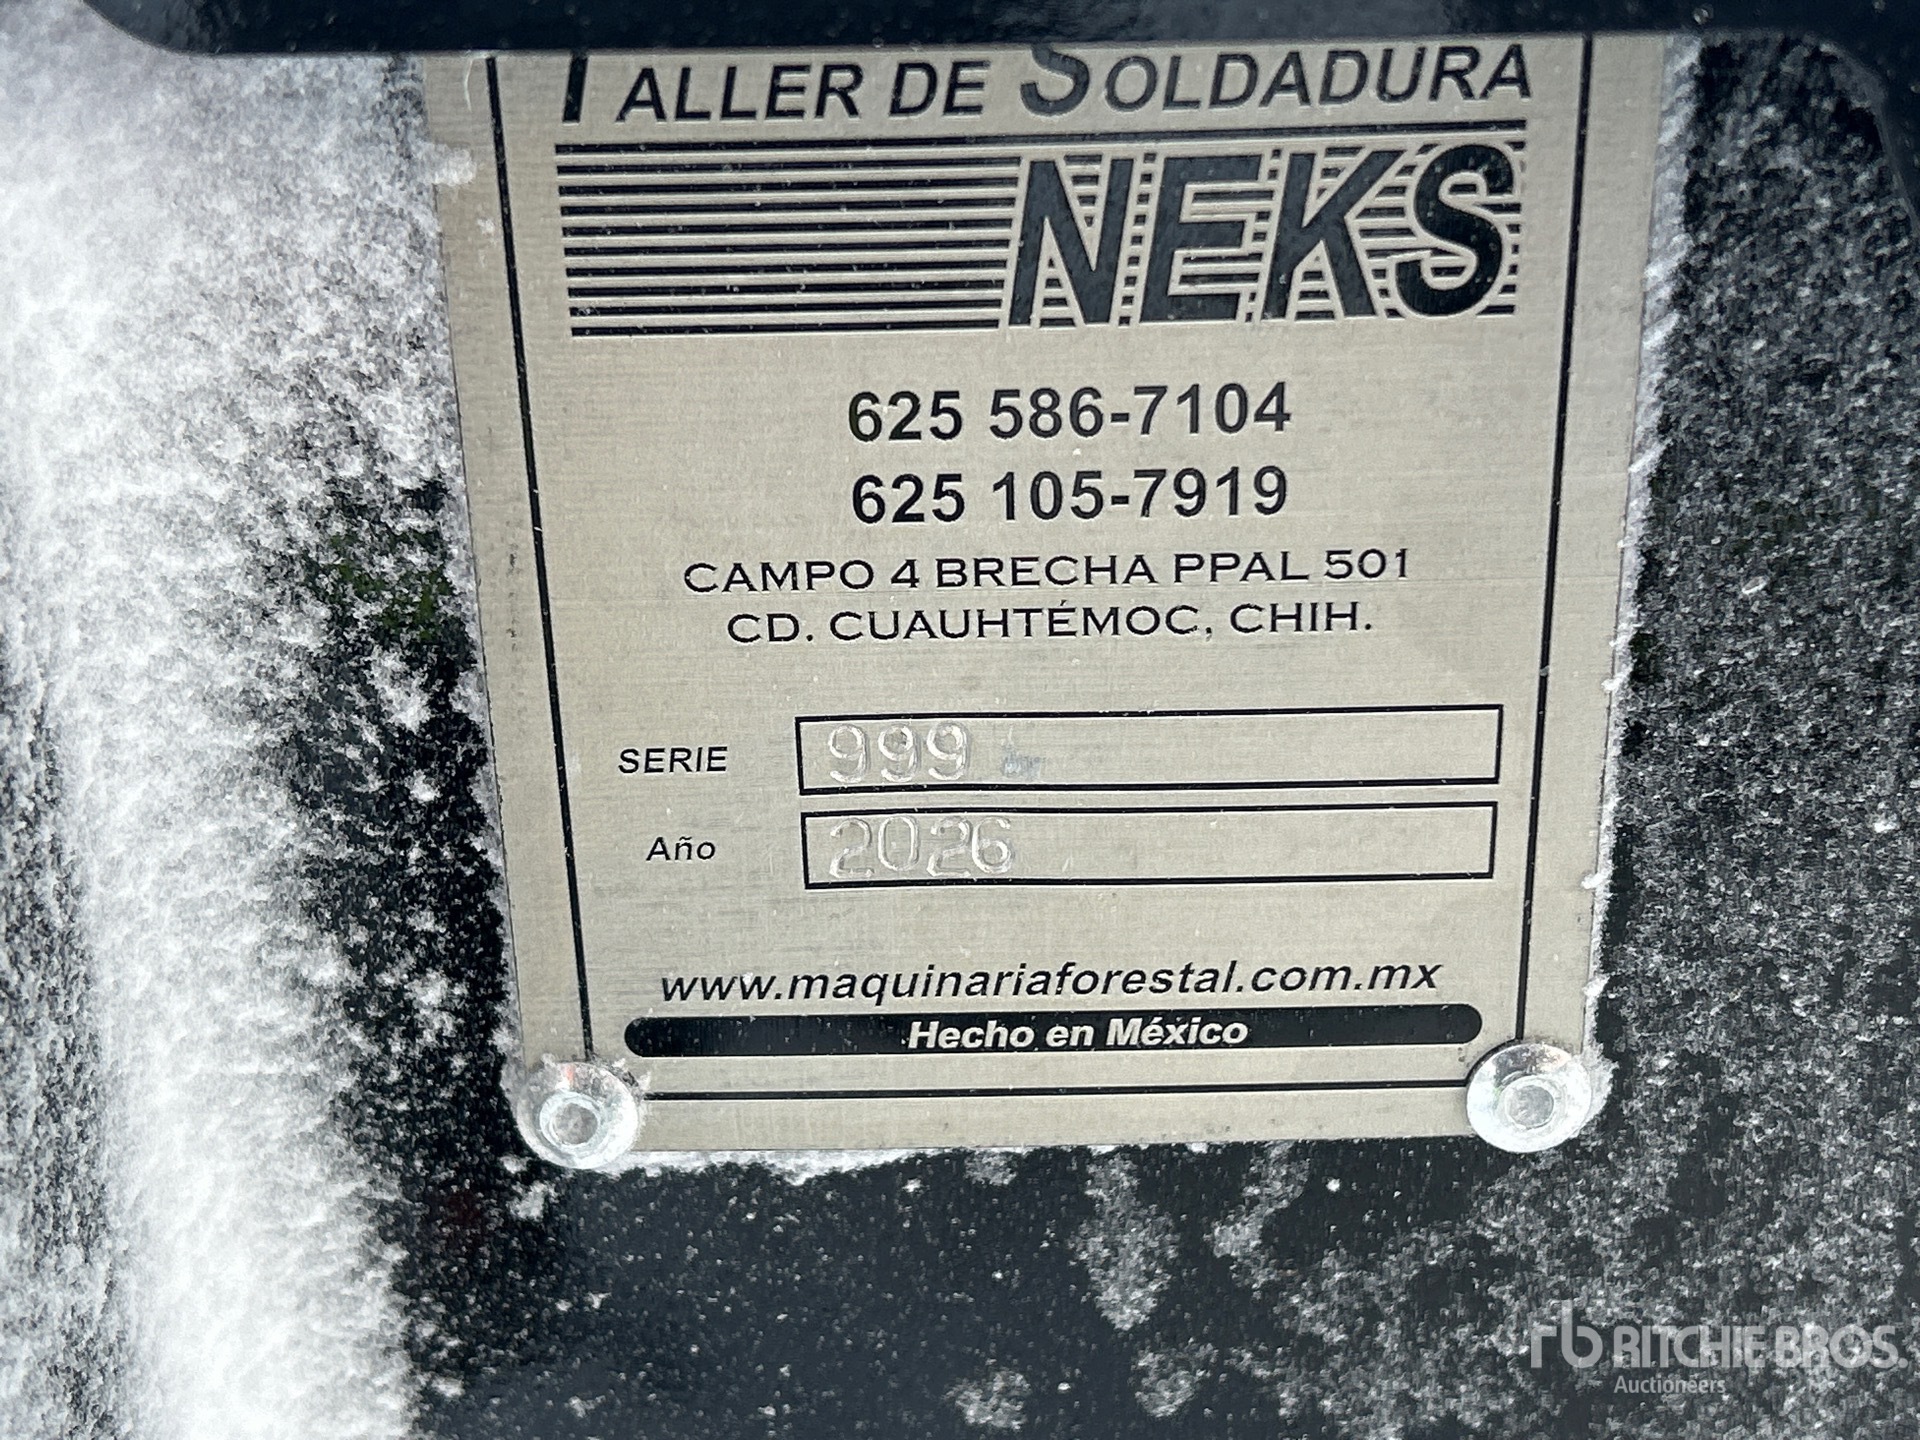 TALLER DE SOLDADURA
NEKS
625 586-7104
625 105-7919
CAMPO 4 BRECHA PPAL 501
CD. CUAUHTÉMOC, CHIH.
SERIE 999
Año 2026
www.maquinariaforestal.com.mx
Hecho en México
rb RITCHIE BROS.
Auctioneers